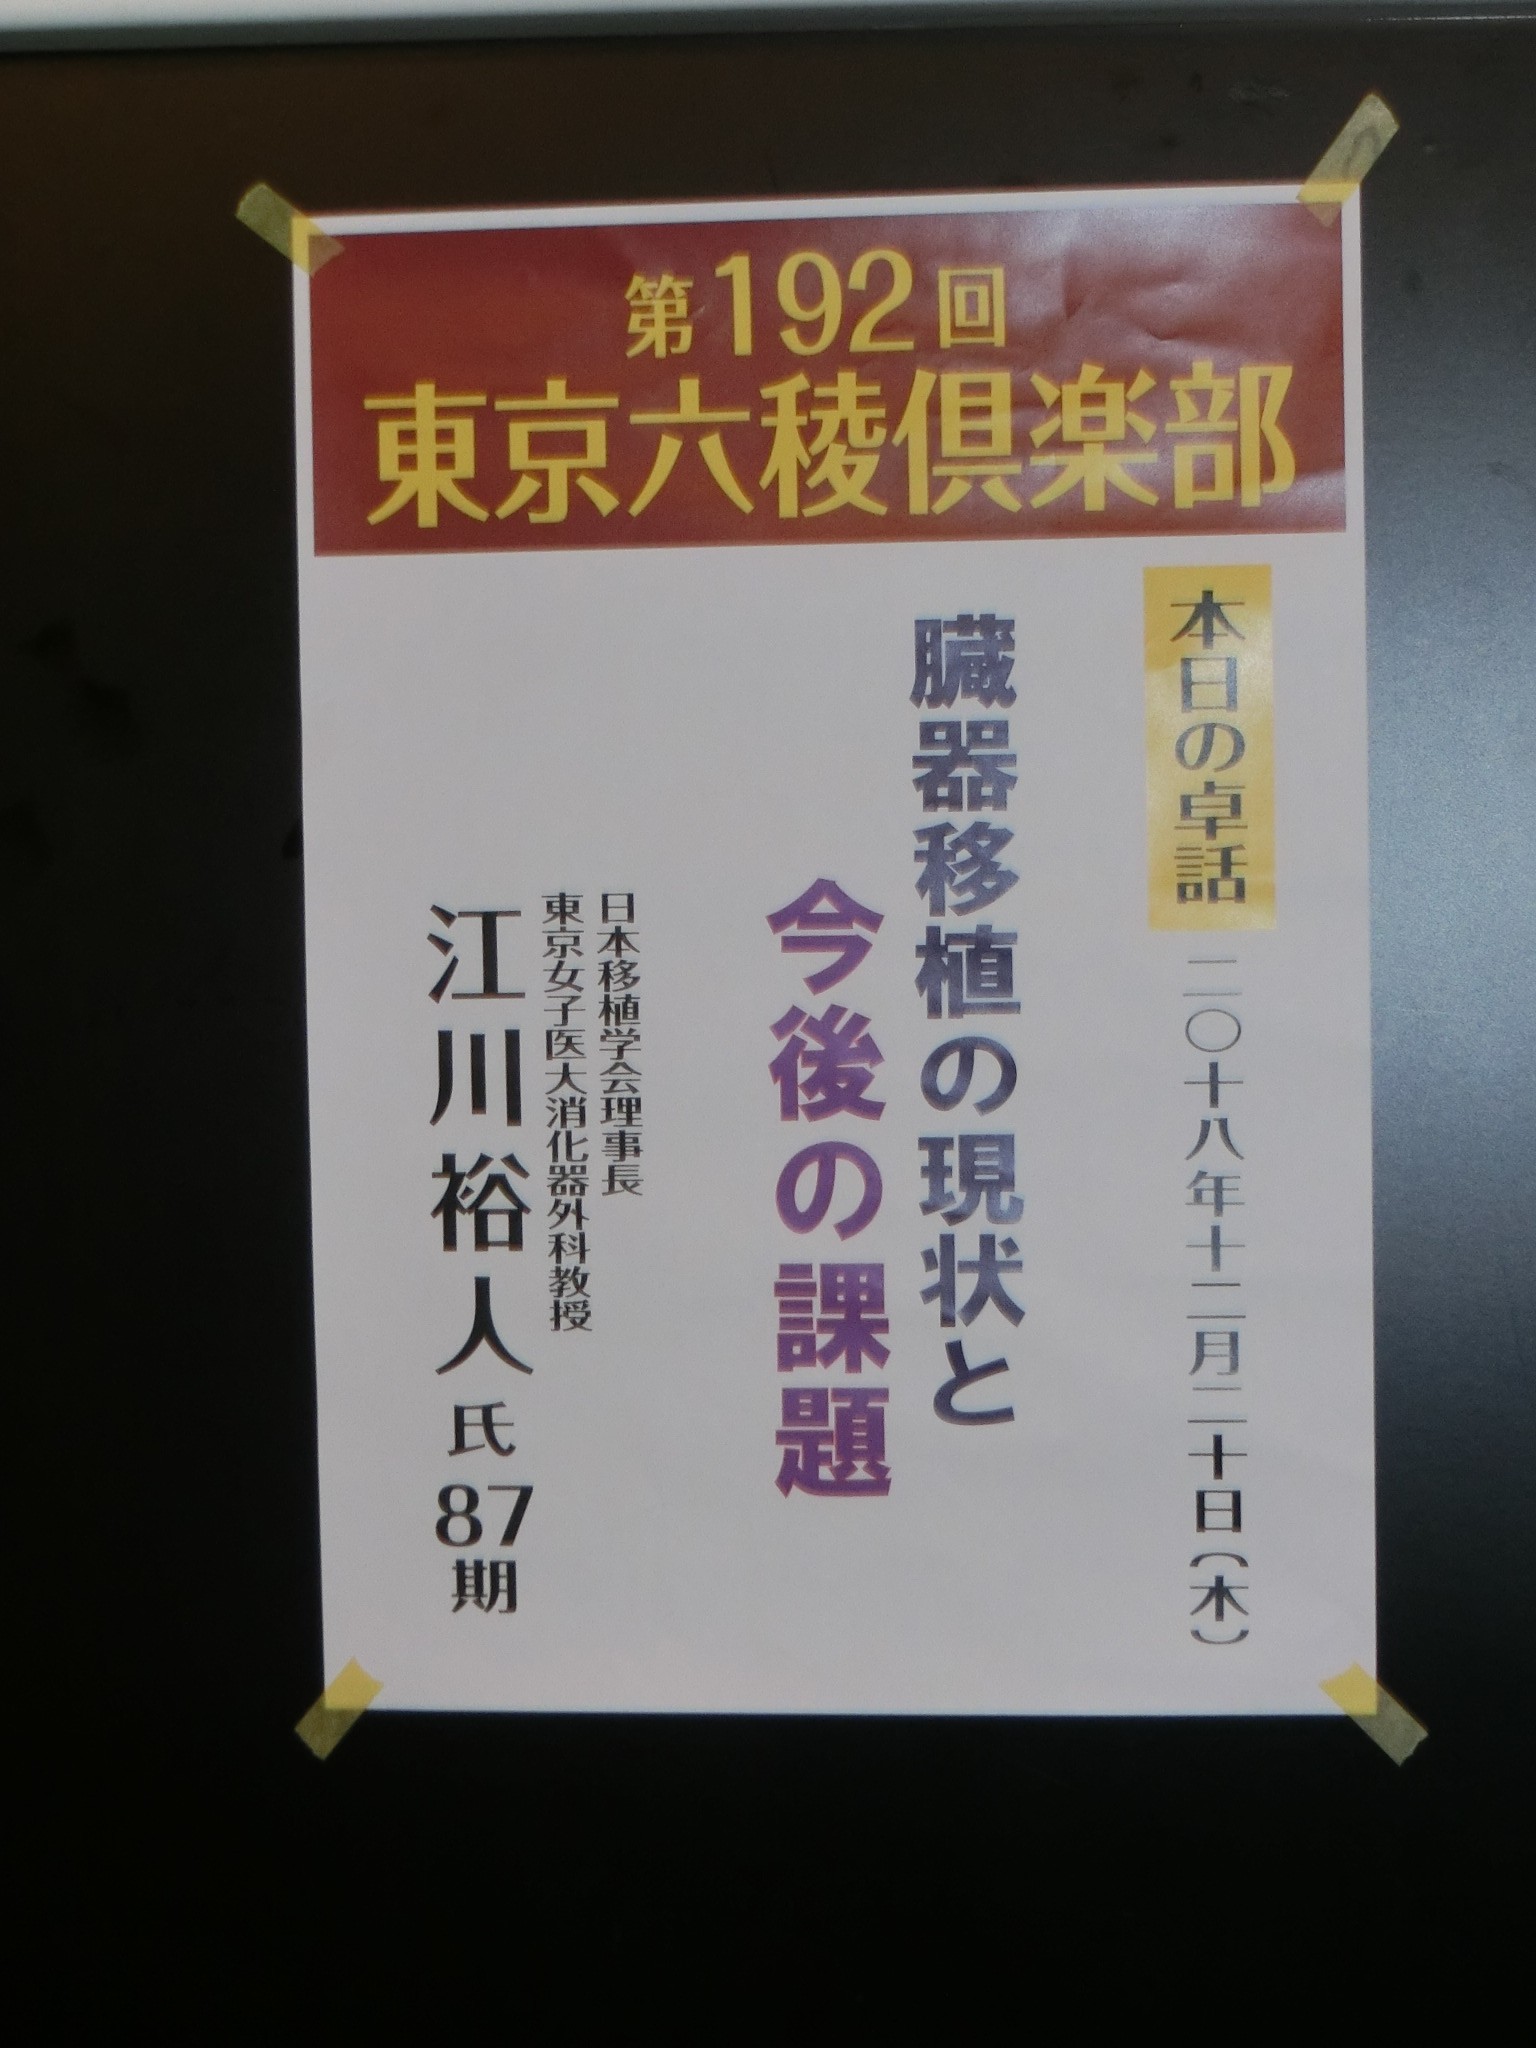 第192回
東京六稜倶楽部
本日の卓話 二〇十八年十二月二十日(木)
臓器移植の現状と
今後の課題
日本移植学会理事長
東京女子医大消化器外科教授
江川裕人氏 87期